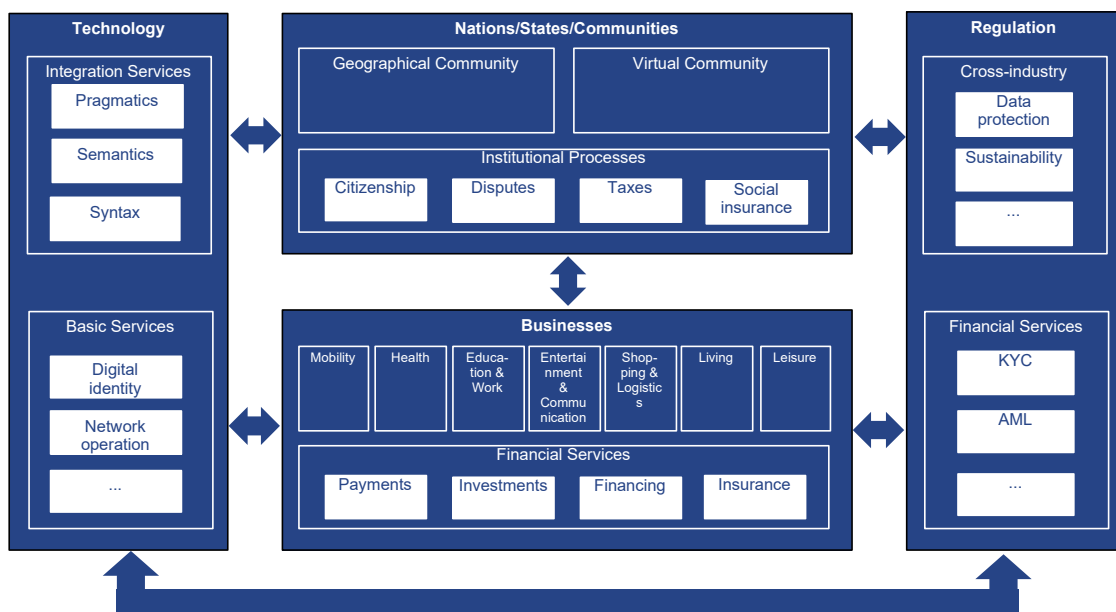 Technology
Integration Services
Pragmatics
Semantics
Syntax
Basic Services
Digital
identity
Network
operation
...
Nations/States/Communities
Geographical Community
Virtual Community
Institutional Processes
Citizenship
Disputes
Taxes
Social
insurance
Businesses
Mobility
Health
Educa-
tion &
Work
Entertai-
nment
&
Commu-
nication
Shop-
ping &
Logistic
s
Living
Leisure
Financial Services
Payments
Investments
Financing
Insurance
Regulation
Cross-industry
Data
protection
Sustainability
...
Financial Services
KYC
AML
...